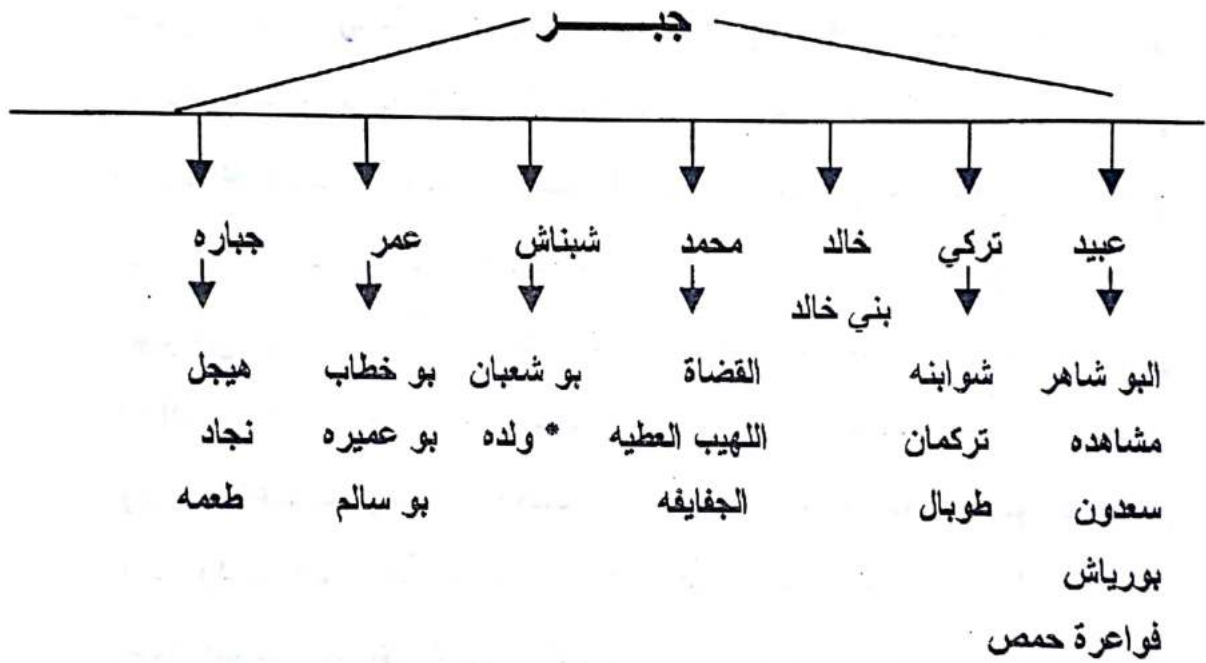 جبـــــر
عبيد تركي خالد محمد شبناش عمر جباره
بني خالد
البو شاهر شوابنه القضاة بو شعبان بو خطاب هيجل
مشاهده تركمان اللهيب العطيه * ولده بو عميره نجاد
سعدون طوبال الجفايفه بو سالم طعمه
بورياش
فواعرة حمص